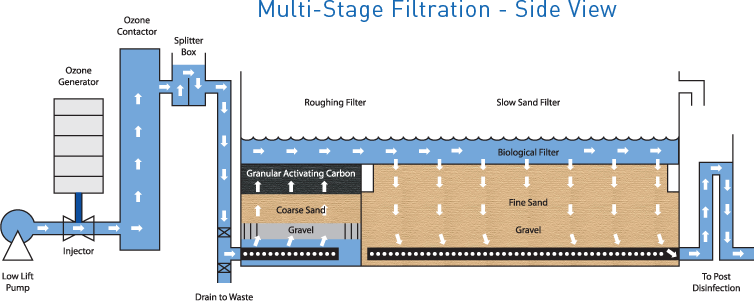 Multi-Stage Filtration - Side View
Ozone
Contactor
Splitter
Box
Ozone
Generator
Roughing Filter
Slow Sand Filter
Biological Filter
Granular Activating Carbon
Coarse Sand
Fine Sand
Gravel
Gravel
Injector
Low Lift
Pump
Drain to Waste
To Post
Disinfection